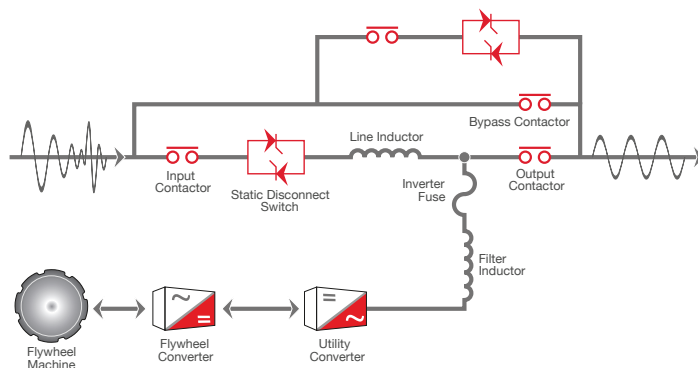 Bypass Contactor
Line Inductor
Input
Contactor
Static Disconnect
Switch
Inverter
Fuse
Output
Contactor
Filter
Inductor
Flywheel
Machine
Flywheel
Converter
Utility
Converter